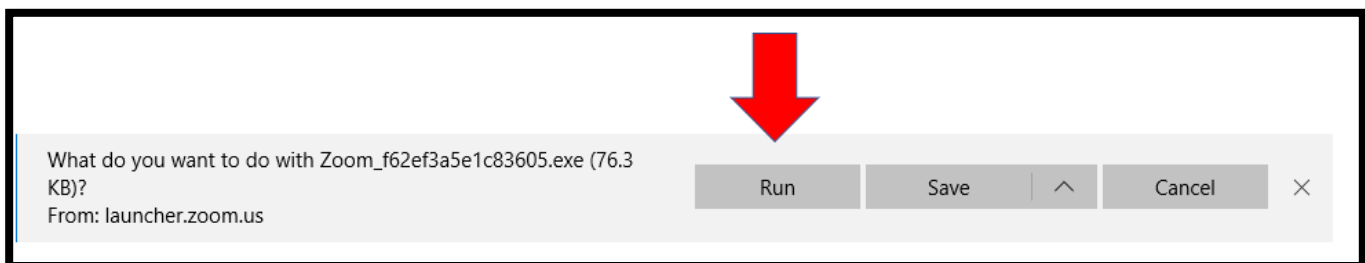 What do you want to do with Zoom_f62ef3a5e1c83605.exe (76.3
KB)?
From: launcher.zoom.us
Run
Save
Cancel